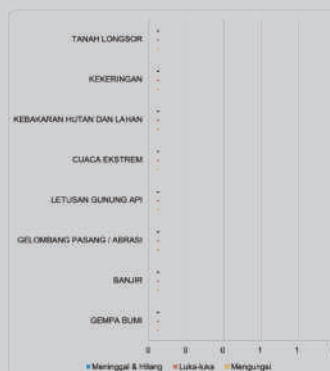 TANAH LONGSOR
KEKERINGAN
KEBAKARAN HUTAN DAN LAHAN
CUACA EKSTREM
LETUSAN GUNUNG API
GELOMBANG PASANG / ABRASI
BANJIR
GEMPA BUMI
0 0 0 1 1
Meninggal & Hilang Luka-luka Mengungsi